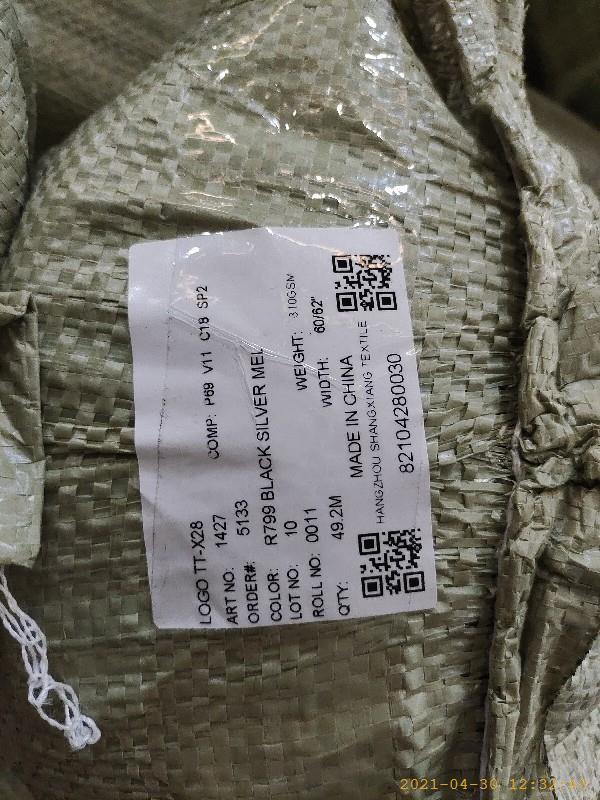 LOGO TT-X28
ART NO: 1427 COMP: P69 V11 C18 SP2
ORDER#: 5133
COLOR: R799 BLACK SILVER MEL
LOT NO: 10 WEIGHT: 310GSM
ROLL NO: 0011 WIDTH: 60/62"
QTY: 49.2M MADE IN CHINA
HANGZHOU SHANGXIANG TEXTILE
82104280030
2021-04-30 12:32:43